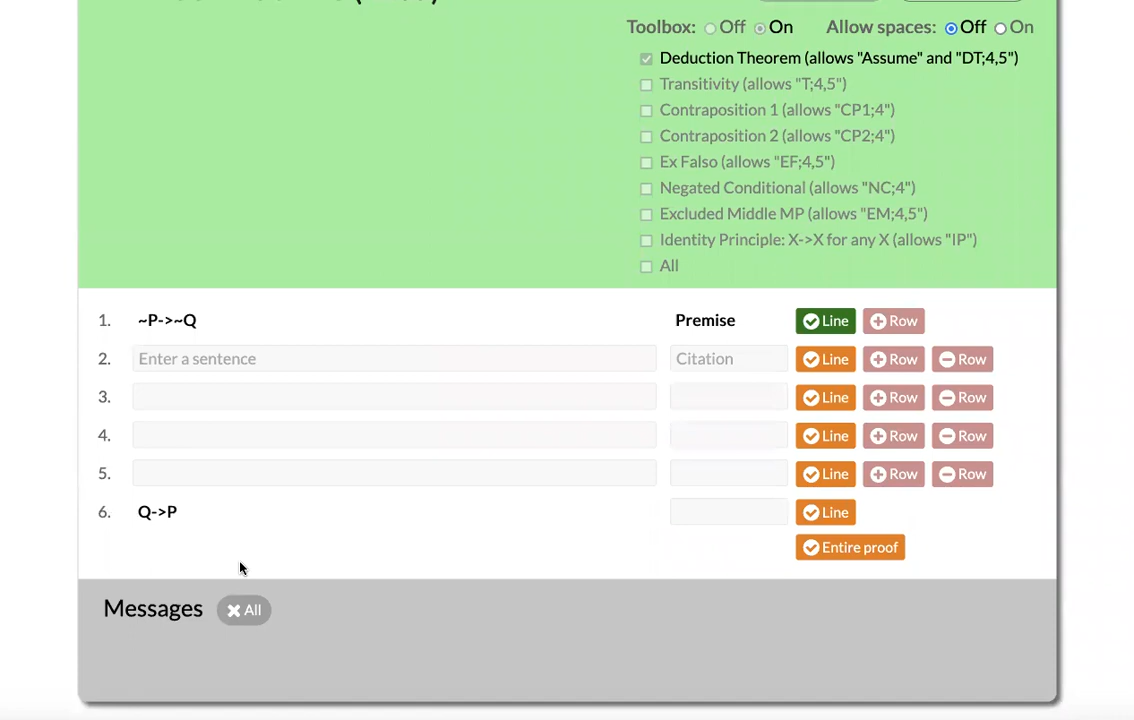 Toolbox: Off On Allow spaces: Off On
Deduction Theorem (allows "Assume" and "DT;4,5")
Transitivity (allows "T;4,5")
Contraposition 1 (allows "CP1;4")
Contraposition 2 (allows "CP2;4")
Ex Falso (allows "EF;4,5")
Negated Conditional (allows "NC;4")
Excluded Middle MP (allows "EM;4,5")
Identity Principle: X->X for any X (allows "IP")
All
1. ~P->~Q Premise Line Row
2. Enter a sentence Citation Line Row Row
3. Line Row Row
4. Line Row Row
5. Line Row Row
6. Q->P Line
Entire proof
Messages All